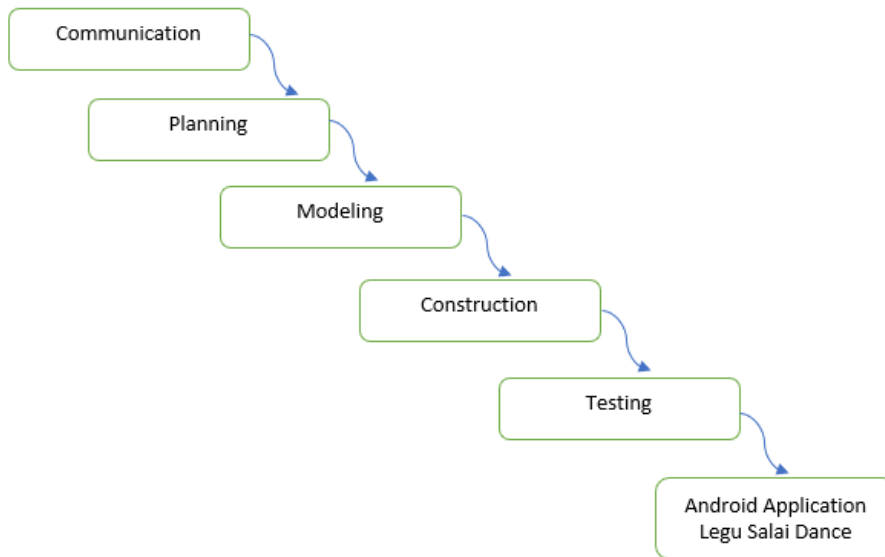 Communication
Planning
Modeling
Construction
Testing
Android Application
Legu Salai Dance